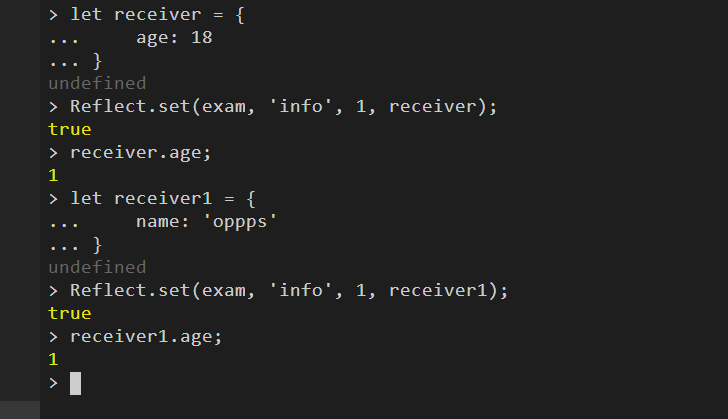 > let receiver = {
...     age: 18
... }
undefined
> Reflect.set(exam, 'info', 1, receiver);
true
> receiver.age;
1
> let receiver1 = {
...     name: 'oppps'
... }
undefined
> Reflect.set(exam, 'info', 1, receiver1);
true
> receiver1.age;
1
>